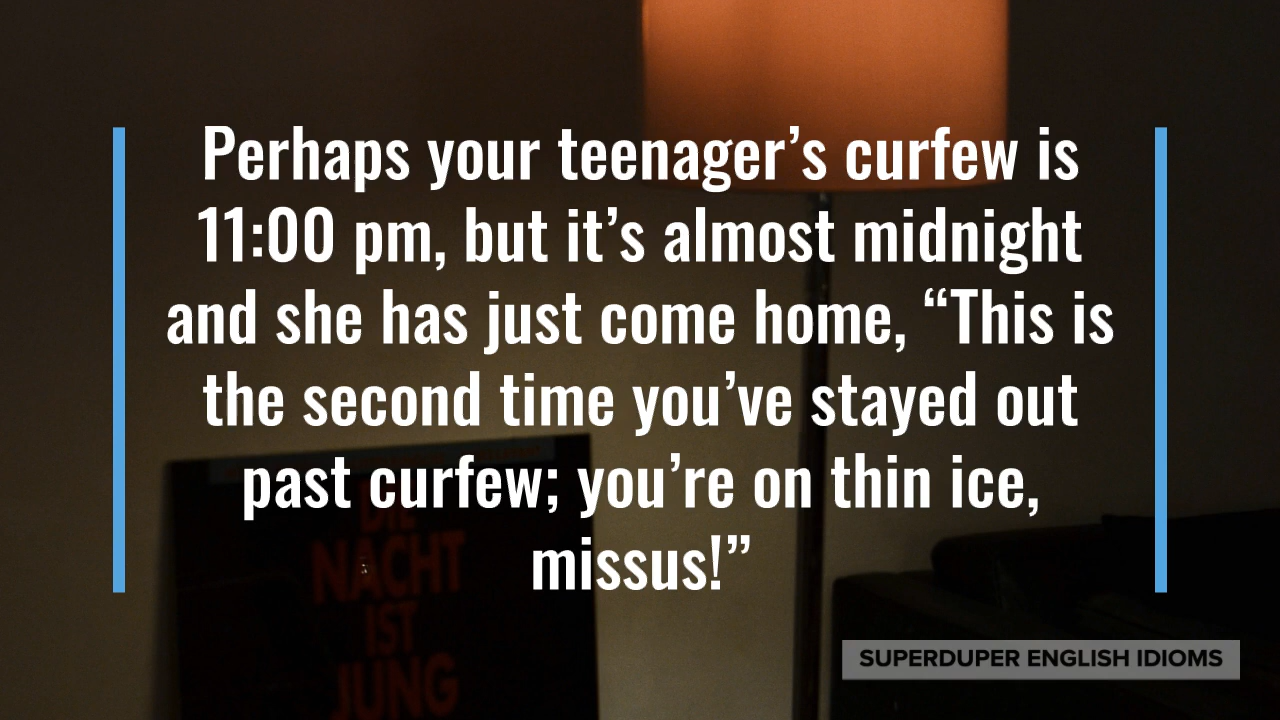 Perhaps your teenager’s curfew is
11:00 pm, but it’s almost midnight
and she has just come home, “This is
the second time you’ve stayed out
past curfew; you’re on thin ice,
missus!”
DIE
NACHT
IST
JUNG
SUPERDUPER ENGLISH IDIOMS